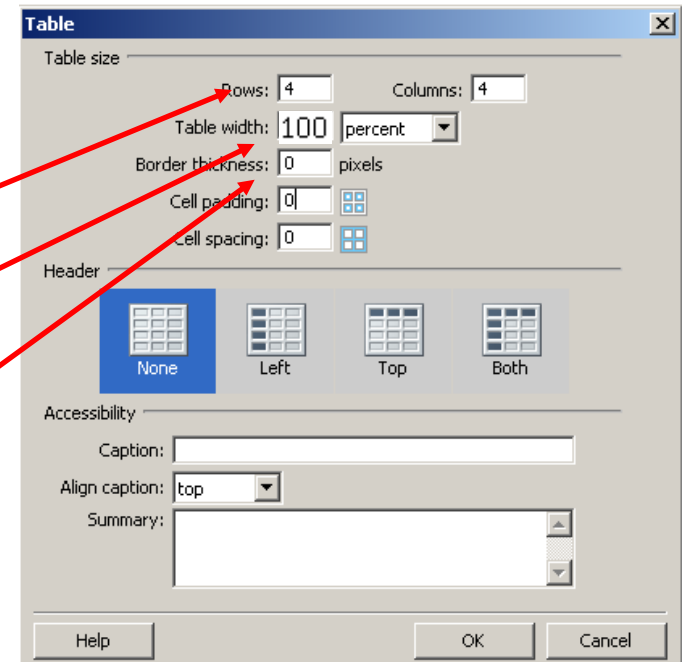 Table
Table size
Rows: 4 Columns: 4
Table width: 100 percent
Border thickness: 0 pixels
Cell padding: 0
Cell spacing: 0
Header
None Left Top Both
Accessibility
Caption:
Align caption: top
Summary:
Help OK Cancel